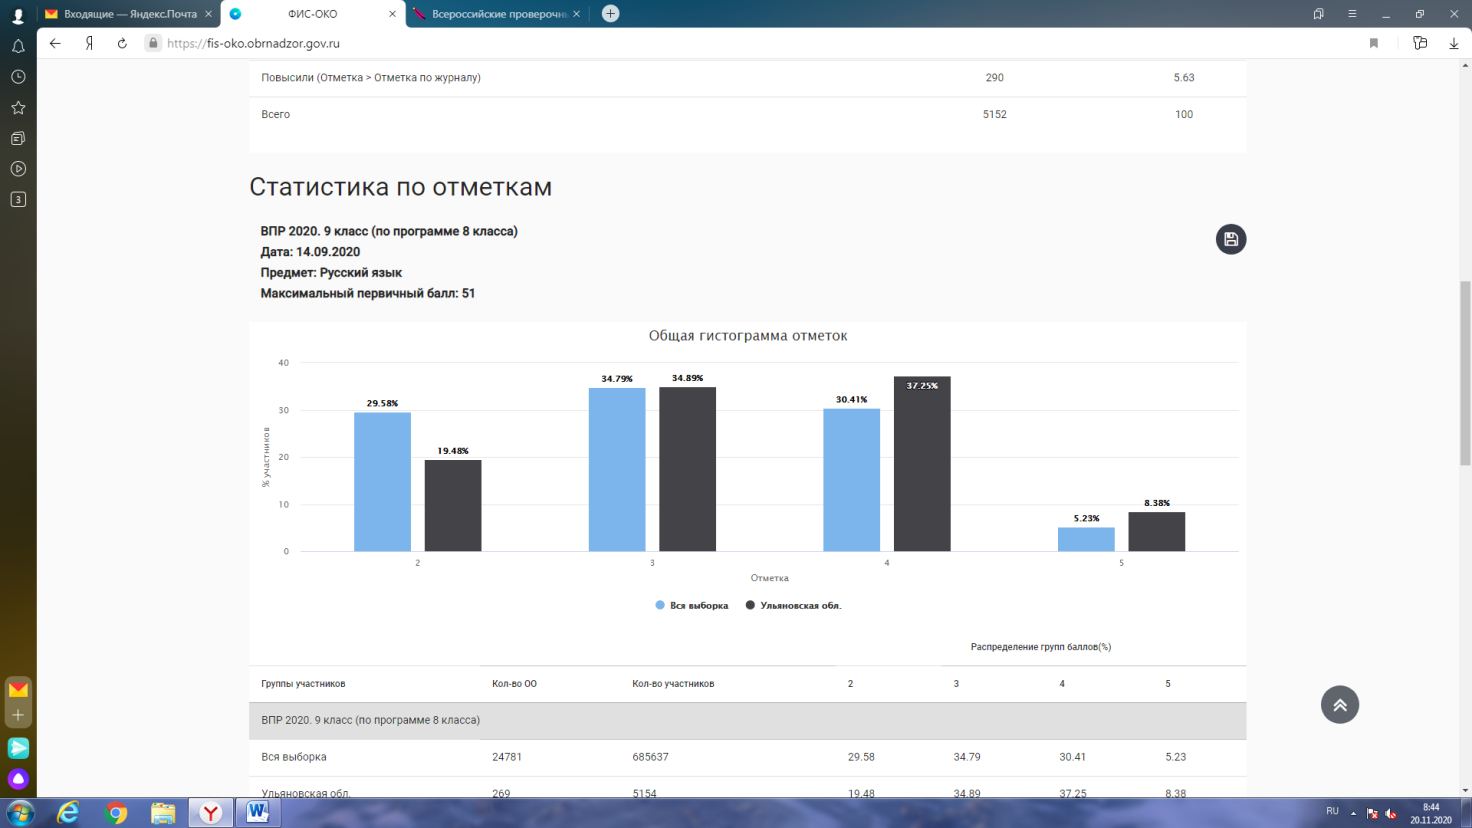 Входящие — Яндекс.Почта
ФИС-ОКО
Всероссийские проверочн
https://fis-oko.obrnadzor.gov.ru
Повысили (Отметка > Отметка по журналу) 290 5.63
Всего 5152 100
Статистика по отметкам
ВПР 2020. 9 класс (по программе 8 класса)
Дата: 14.09.2020
Предмет: Русский язык
Максимальный первичный балл: 51
Общая гистограмма отметок
% участников
40
30
20
10
0
29.58%
19.48%
34.79%
34.89%
30.41%
37.25%
5.23%
8.38%
2 3 4 5
Отметка
Вся выборка Ульяновская обл.
Распределение групп баллов(%)
Группы участников Кол-во ОО Кол-во участников 2 3 4 5
ВПР 2020. 9 класс (по программе 8 класса)
Вся выборка 24781 685637 29.58 34.79 30.41 5.23
Ульяновская обл. 269 5154 19.48 34.89 37.25 8.38
3
RU
8:44
20.11.2020